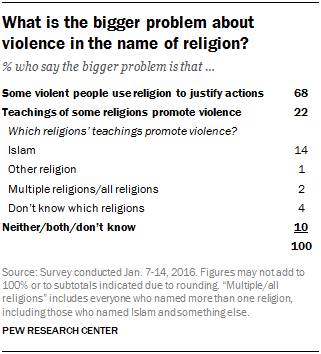 What is the bigger problem about
violence in the name of religion?
% who say the bigger problem is that ...
Some violent people use religion to justify actions 68
Teachings of some religions promote violence 22
Which religions' teachings promote violence?
Islam 14
Other religion 1
Multiple religions/all religions 2
Don't know which religions 4
Neither/both/don't know 10
100
Source: Survey conducted Jan. 7-14, 2016. Figures may not add to
100% or to subtotals indicated due to rounding. "Multiple/all
religions" includes everyone who named more than one religion,
including those who named Islam and something else.
PEW RESEARCH CENTER